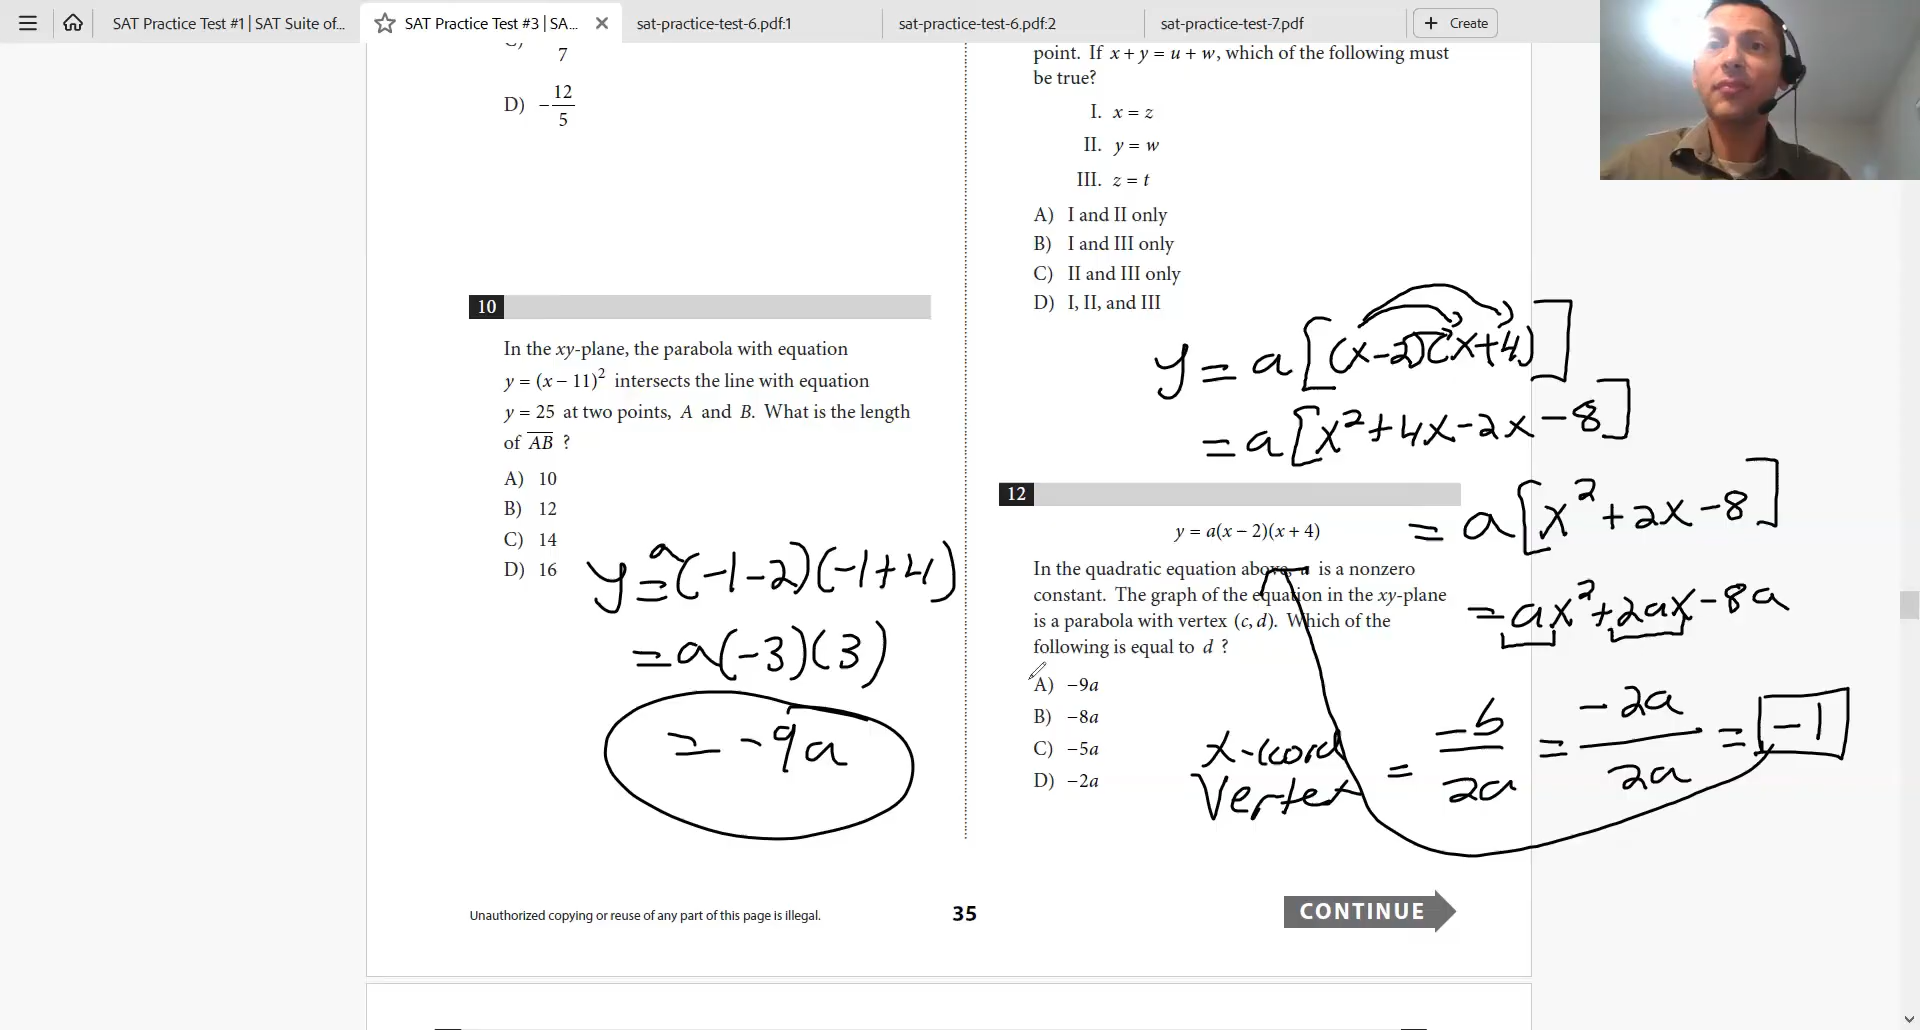 SAT Practice Test #1 | SAT Suite of...
SAT Practice Test #3 | SA...
sat-practice-test-6.pdf:1
sat-practice-test-6.pdf:2
sat-practice-test-7.pdf
+ Create
7
D) -12/5
10
In the xy-plane, the parabola with equation
y = (x − 11)² intersects the line with equation
y = 25 at two points, A and B. What is the length
of AB ?
A) 10
B) 12
C) 14
D) 16
y = a(-1-2)(-1+4)
= a(-3)(3)
= -9a
point. If x + y = u + w, which of the following must
be true?
I. x = z
II. y = w
III. z = t
A) I and II only
B) I and III only
C) II and III only
D) I, II, and III
y = a[(x-2)(x+4)]
= a[x²+4x-2x-8]
= a[x²+2x-8]
= ax²+2ax-8a
12
y = a(x − 2)(x + 4)
In the quadratic equation above, a is a nonzero
constant. The graph of the equation in the xy-plane
is a parabola with vertex (c, d). Which of the
following is equal to d ?
A) −9a
B) −8a
C) −5a
D) −2a
x-coord
Vertex = -b/2a = -2a/2a = -1
Unauthorized copying or reuse of any part of this page is illegal.
35
CONTINUE